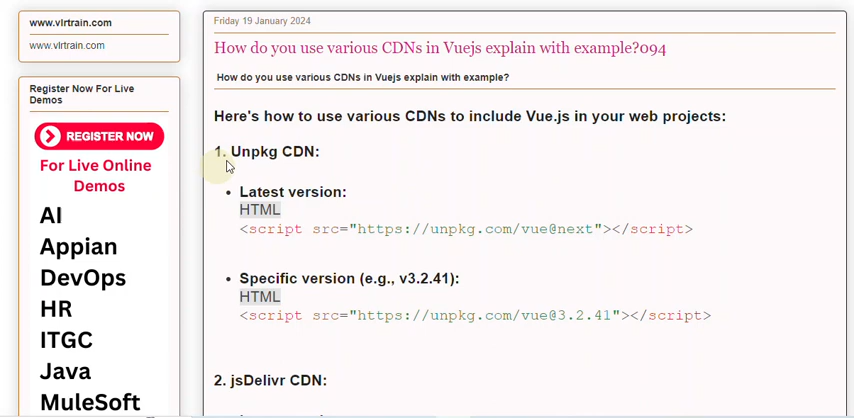 www.vlrtrain.com
www.vlrtrain.com
Register Now For Live
Demos
REGISTER NOW
For Live Online
Demos
AI
Appian
DevOps
HR
ITGC
Java
MuleSoft
Friday 19 January 2024
How do you use various CDNs in Vuejs explain with example?094
How do you use various CDNs in Vuejs explain with example?
Here's how to use various CDNs to include Vue.js in your web projects:
1. Unpkg CDN:
• Latest version:
HTML
<script src="https://unpkg.com/vue@next"></script>
• Specific version (e.g., v3.2.41):
HTML
<script src="https://unpkg.com/vue@3.2.41"></script>
2. jsDelivr CDN: